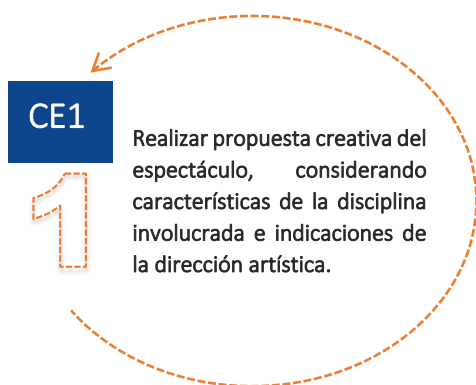 CE1
1
Realizar propuesta creativa del
espectáculo, considerando
características de la disciplina
involucrada e indicaciones de
la dirección artística.